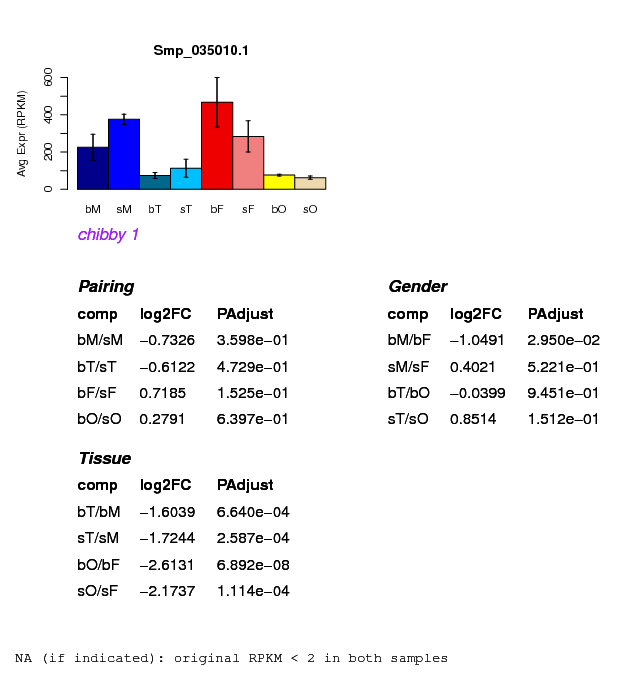 Smp_035010.1
Avg Expr (RPKM)
0 200 400 600
bM sM bT sT bF sF bO sO
chibby 1
Pairing
comp log2FC PAdjust
bM/sM −0.7326 3.598e−01
bT/sT −0.6122 4.729e−01
bF/sF 0.7185 1.525e−01
bO/sO 0.2791 6.397e−01
Gender
comp log2FC PAdjust
bM/bF −1.0491 2.950e−02
sM/sF 0.4021 5.221e−01
bT/bO −0.0399 9.451e−01
sT/sO 0.8514 1.512e−01
Tissue
comp log2FC PAdjust
bT/bM −1.6039 6.640e−04
sT/sM −1.7244 2.587e−04
bO/bF −2.6131 6.892e−08
sO/sF −2.1737 1.114e−04
NA (if indicated): original RPKM < 2 in both samples